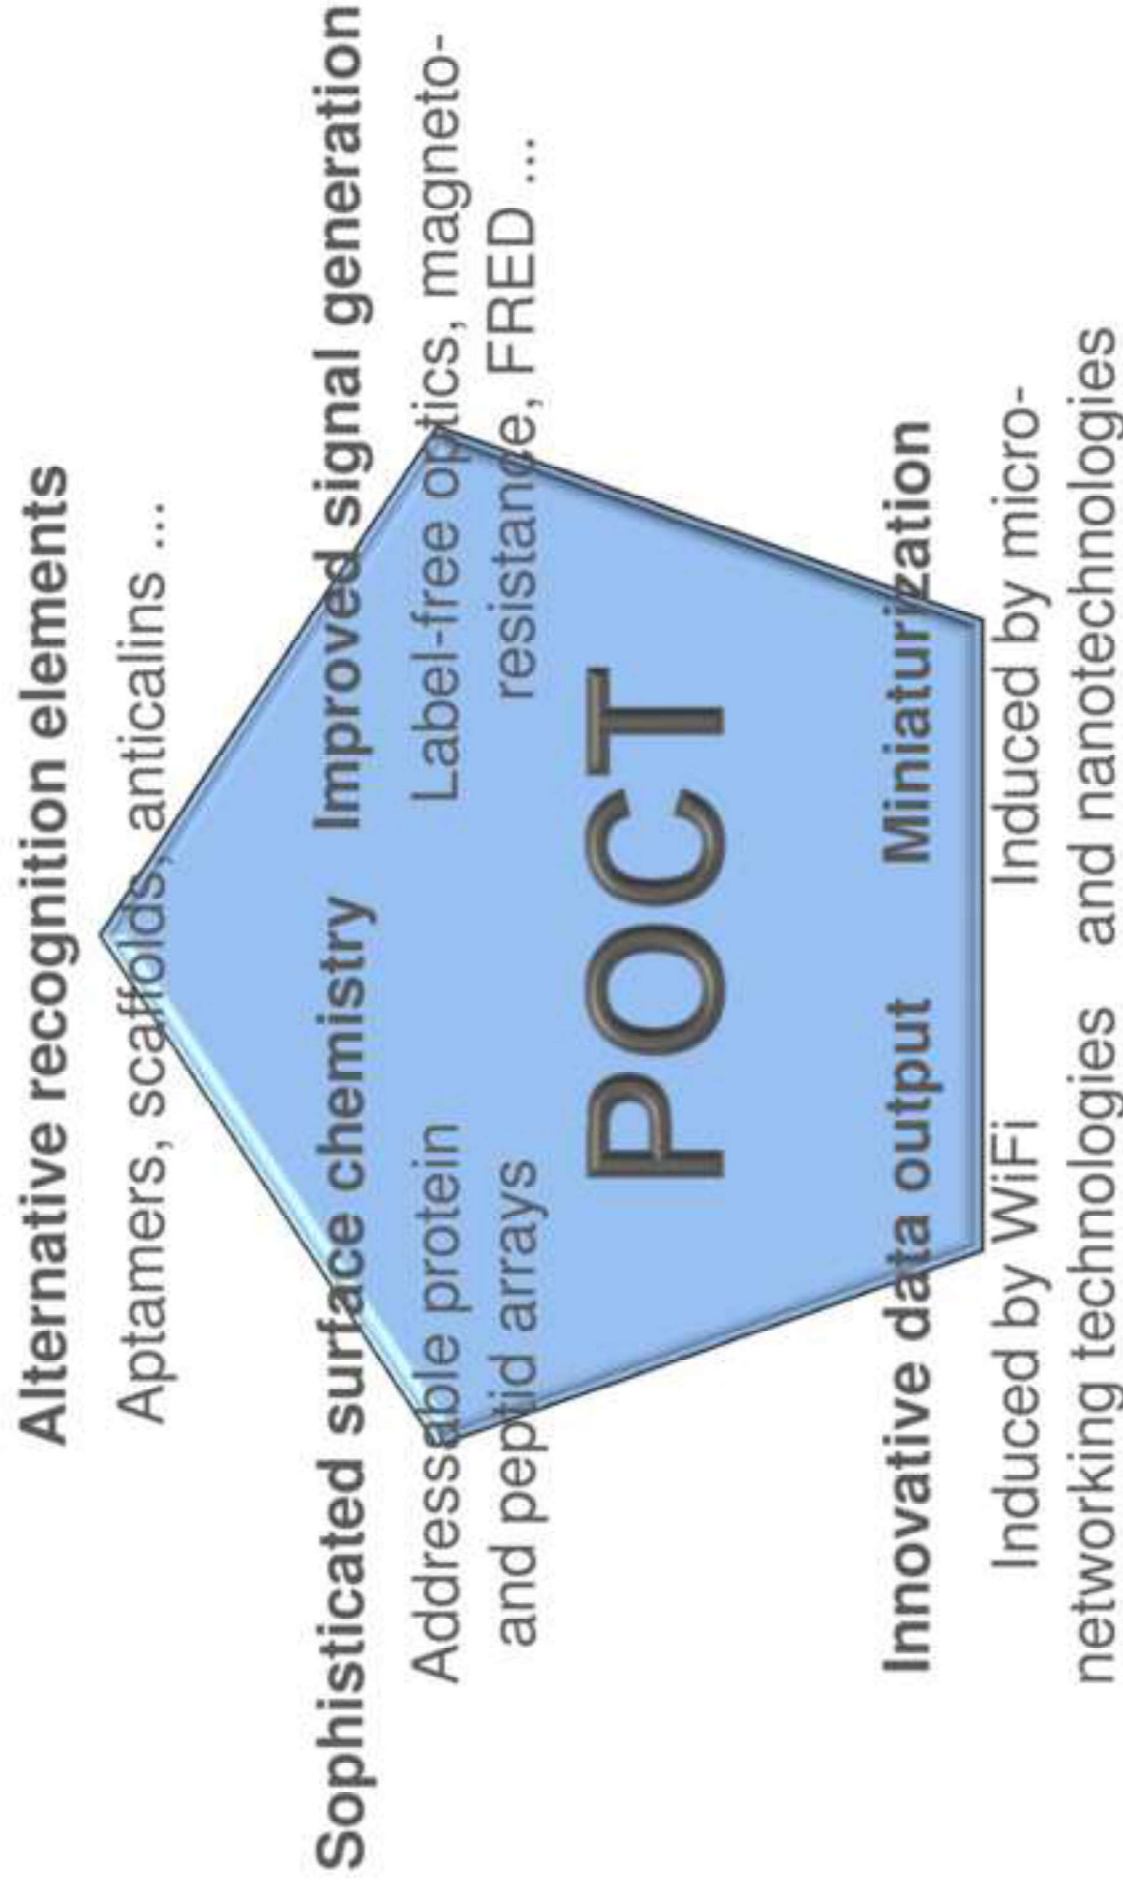 Alternative recognition elements
Aptamers, scaffolds, anticalins ...
Sophisticated surface chemistry
Addressable protein
and peptid arrays
Improved signal generation
Label-free optics, magneto-
resistance, FRED ...
POCT
Innovative data output
Induced by WiFi
networking technologies
Miniaturization
Induced by micro-
and nanotechnologies